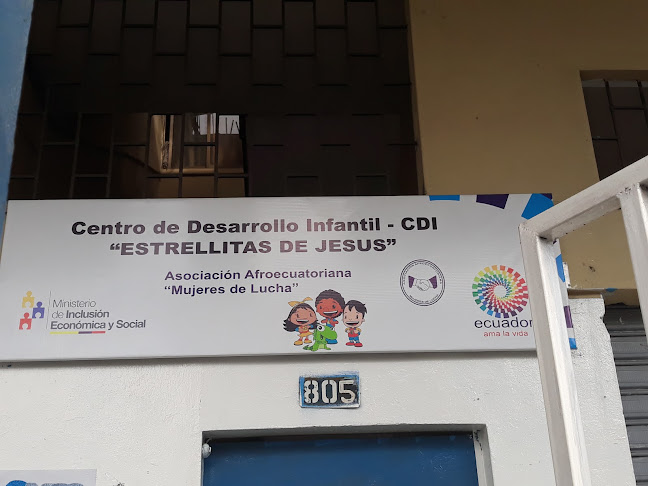 Centro de Desarrollo Infantil - CDI
“ESTRELLITAS DE JESUS”
Asociación Afroecuatoriana
“Mujeres de Lucha”
Ministerio
de Inclusión
Económica y Social
ecuador
ama la vida
805